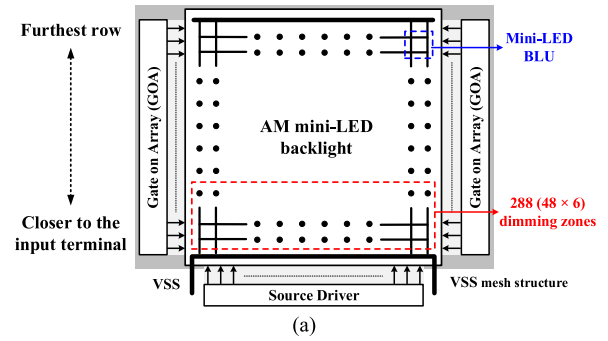 Furthest row
Closer to the
input terminal
Gate on Array (GOA)
AM mini-LED
backlight
Gate on Array (GOA)
Mini-LED
BLU
288 (48 × 6)
dimming zones
VSS
VSS mesh structure
Source Driver
(a)